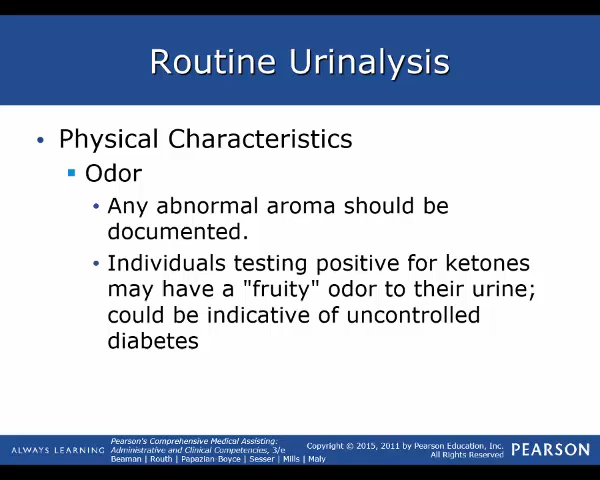 Routine Urinalysis
• Physical Characteristics
▪ Odor
• Any abnormal aroma should be
documented.
• Individuals testing positive for ketones
may have a "fruity" odor to their urine;
could be indicative of uncontrolled
diabetes
ALWAYS LEARNING
Pearson's Comprehensive Medical Assisting:
Administrative and Clinical Competencies, 3/e
Beaman | Routh | Papazian-Boyce | Sesser | Mills | Maly
Copyright © 2015, 2011 by Pearson Education, Inc.
All Rights Reserved
PEARSON